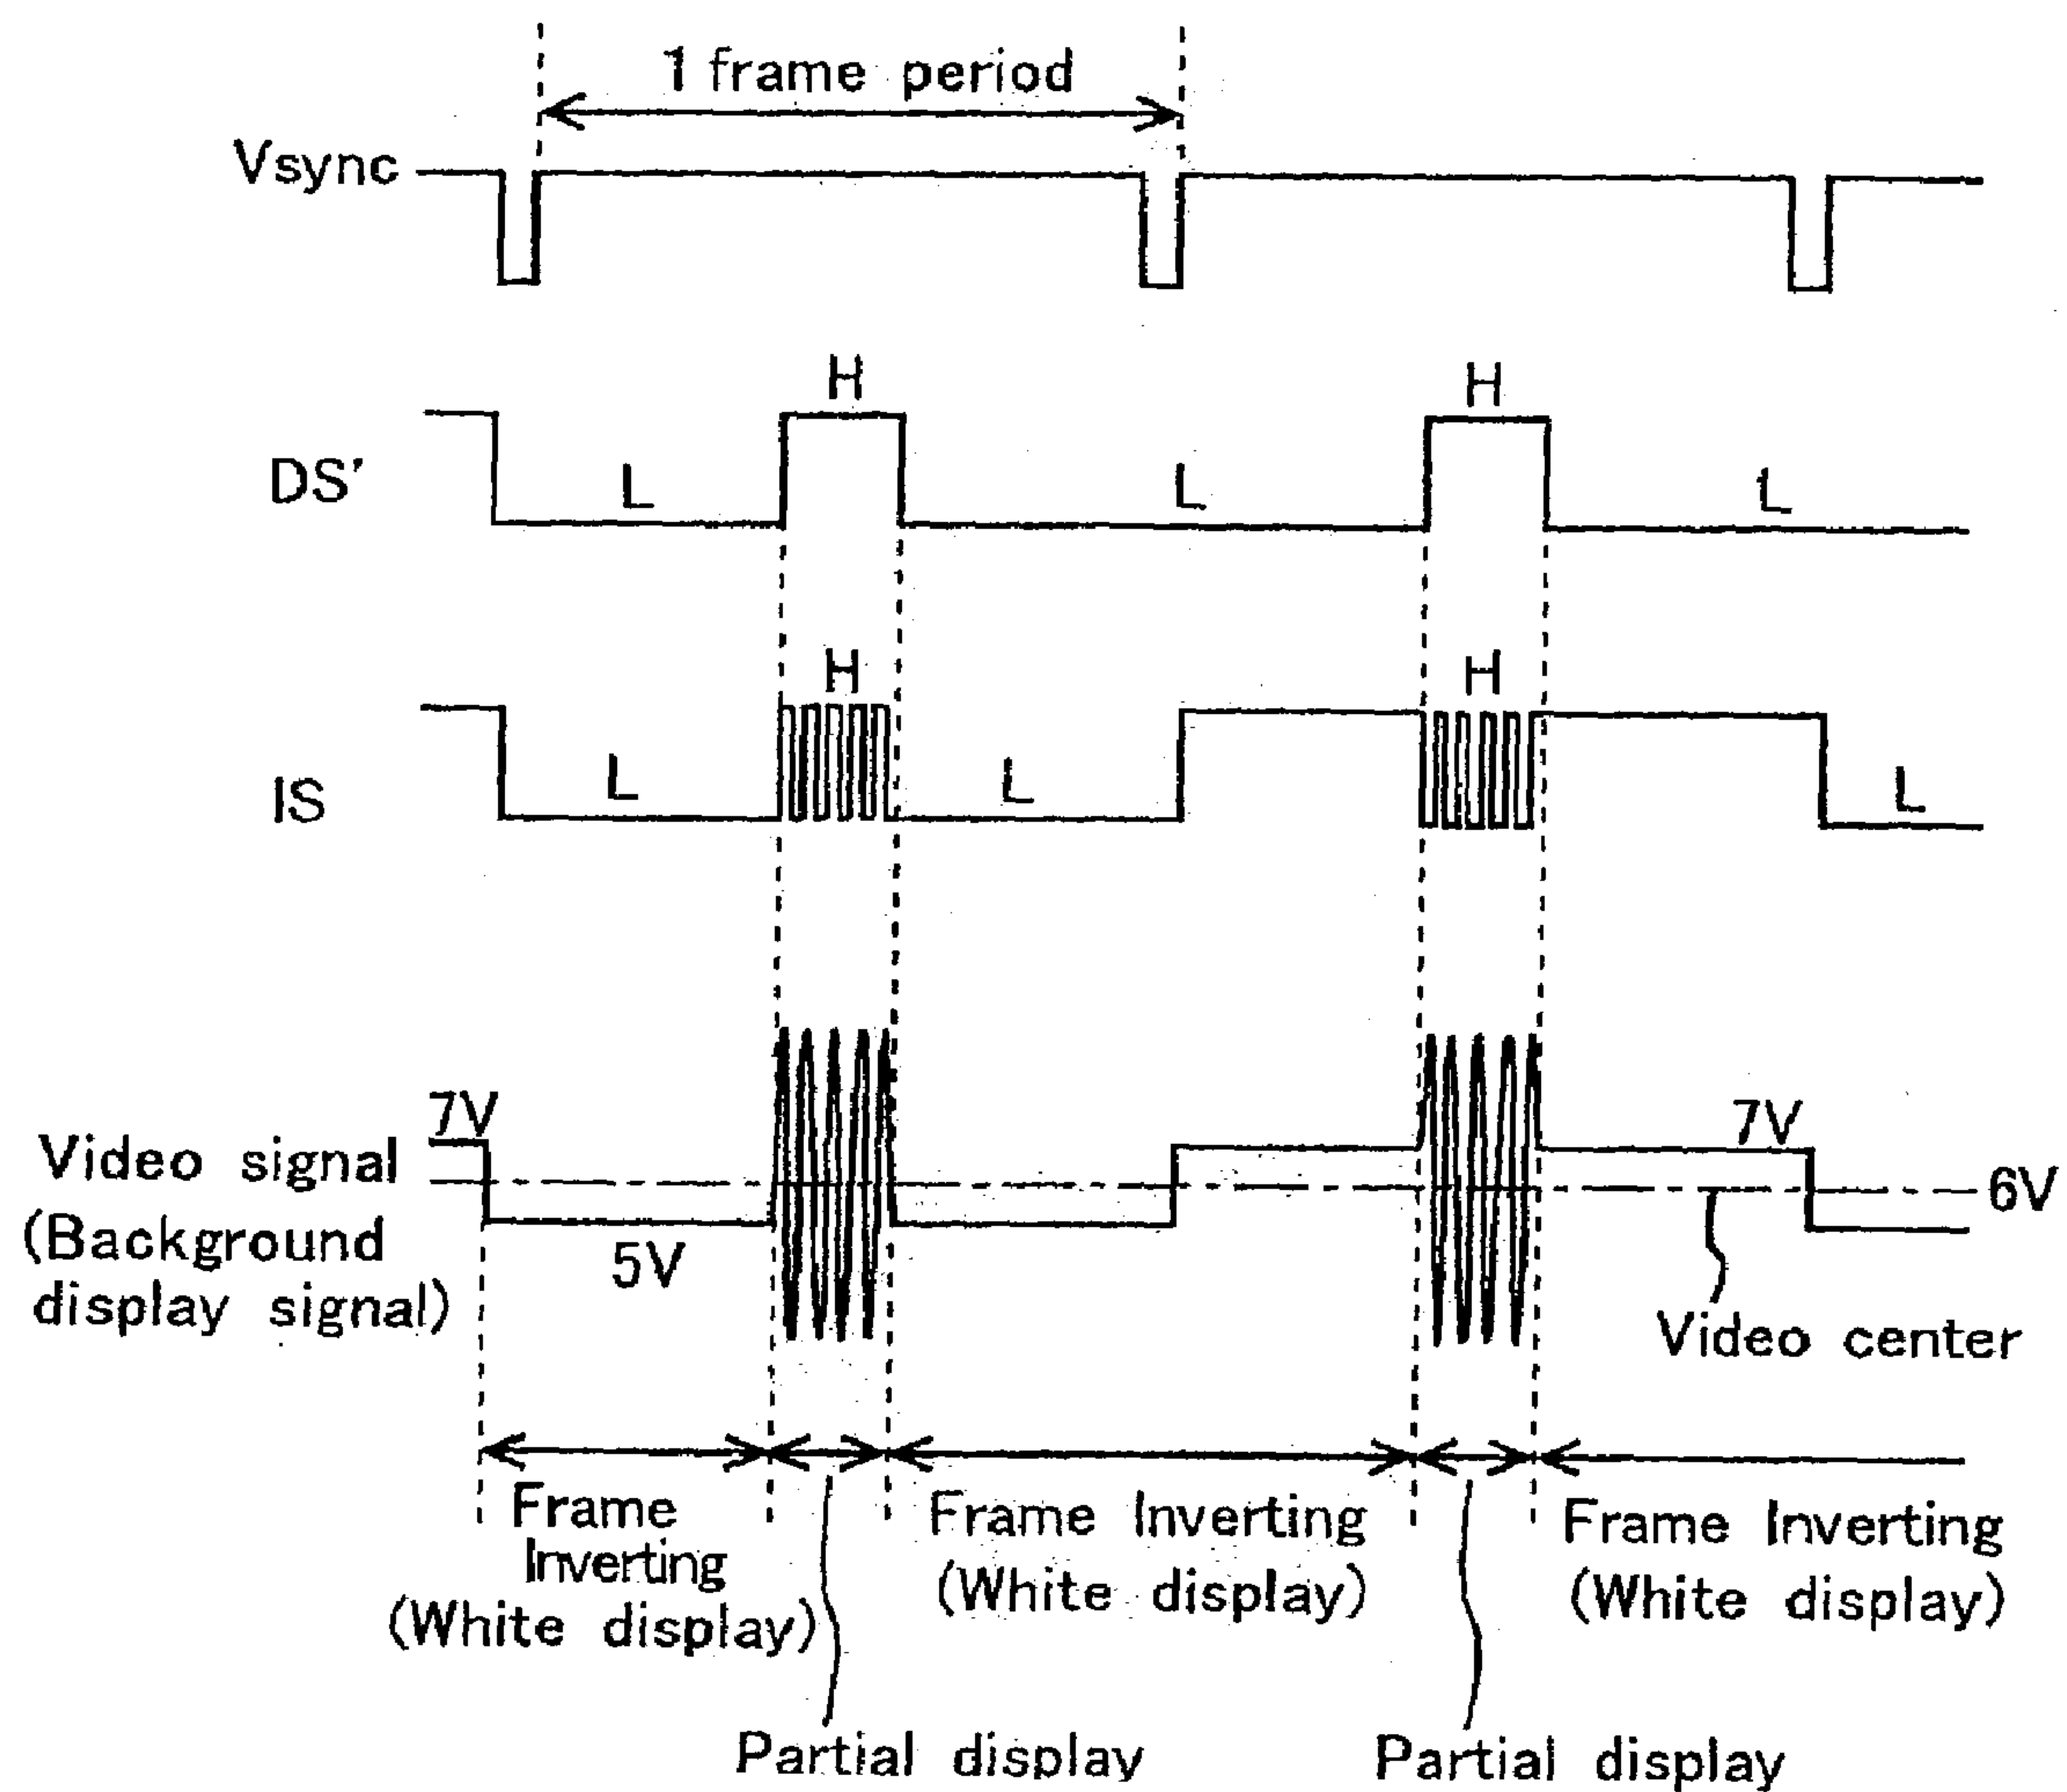 1 frame period
Vsync
H
H
DS'
L
L
L
H
H
IS
L
L
L
7V
7V
Video signal
6V
(Background
display signal)
5V
Video center
Frame
Inverting
(White display)
Frame Inverting
(White display)
Frame Inverting
(White display)
Partial display
Partial display